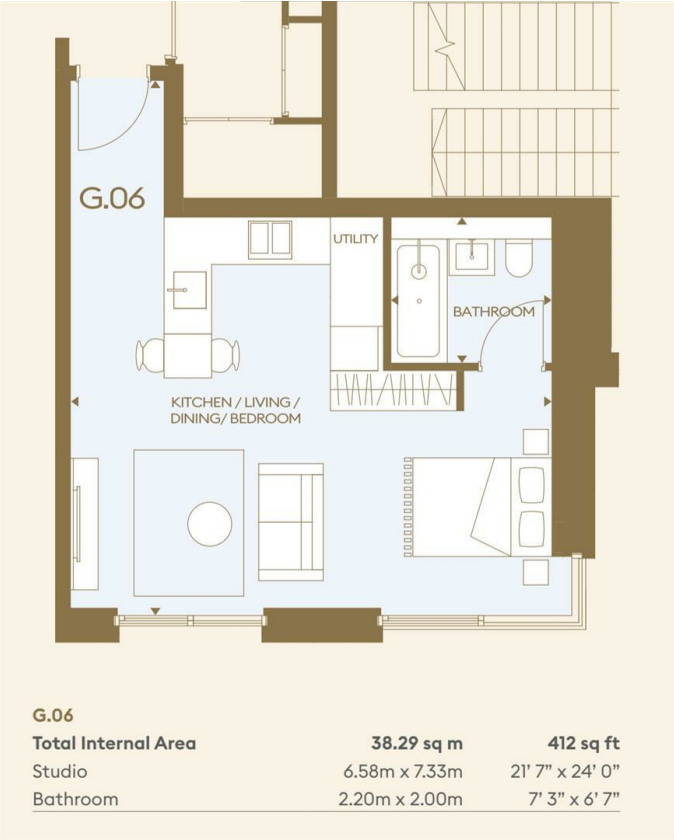 G.06
UTILITY
BATHROOM
KITCHEN / LIVING /
DINING/ BEDROOM
G.06
Total Internal Area 38.29 sq m 412 sq ft
Studio 6.58m x 7.33m 21’ 7” x 24’ 0”
Bathroom 2.20m x 2.00m 7’ 3” x 6’ 7”